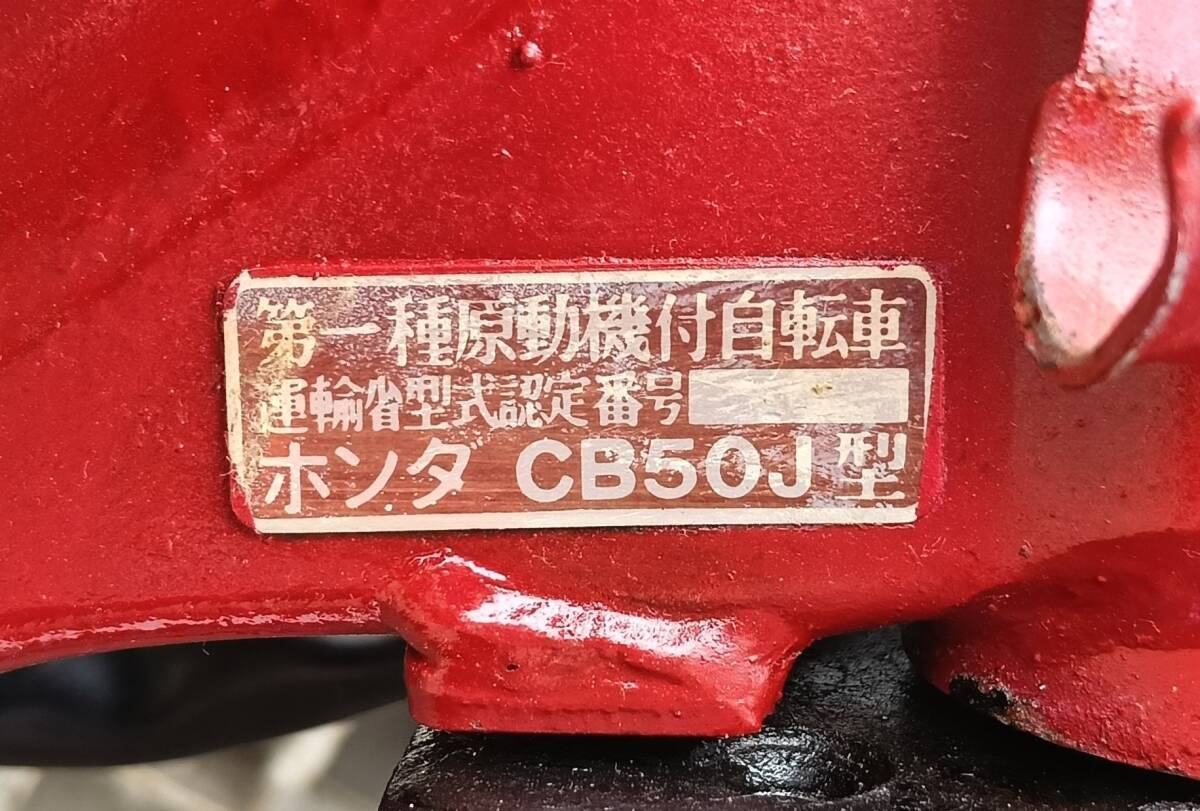 第一種原動機付自転車
運輸省型式認定番号
ホンダ CB50J 型